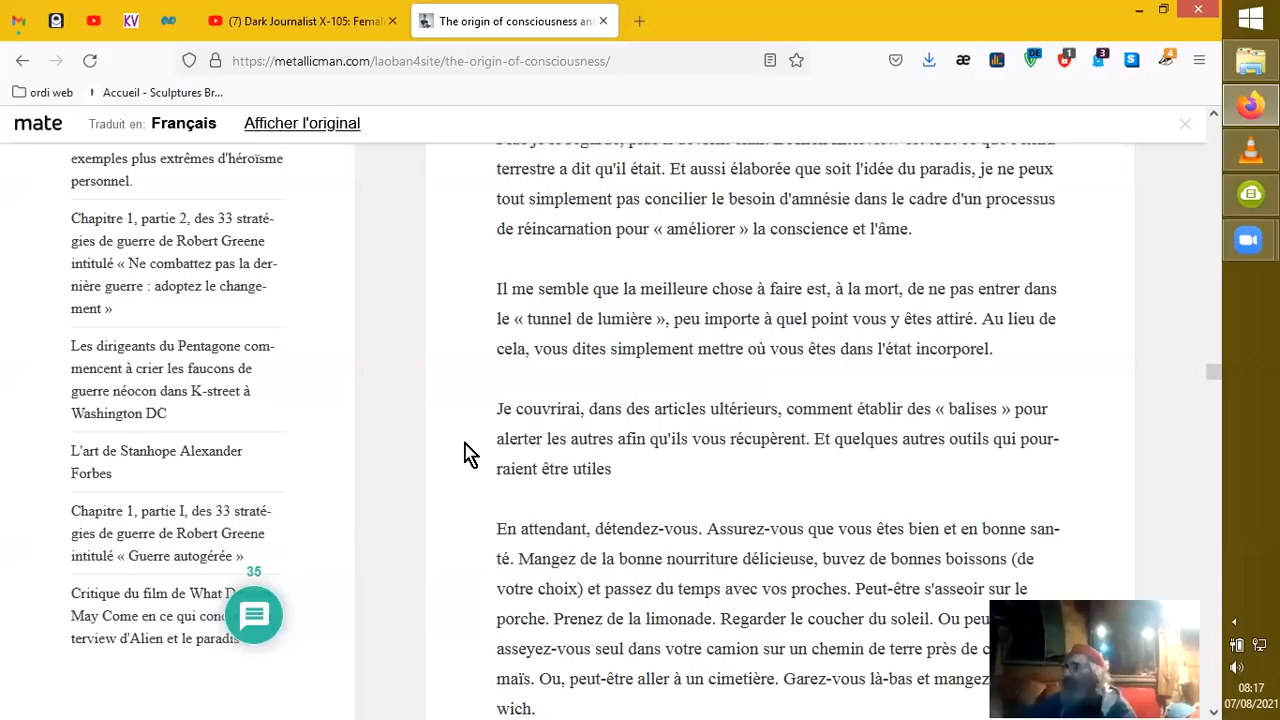 (7) Dark Journalist X-105: Femal
The origin of consciousness and
https://metallicman.com/laoban4site/the-origin-of-consciousness/
ordi web
Accueil - Sculptures Br...
mate
Traduit en: Français
Afficher l'original
exemples plus extrêmes d'héroïsme
personnel.
Chapitre 1, partie 2, des 33 straté-
gies de guerre de Robert Greene
intitulé « Ne combattez pas la der-
nière guerre : adoptez le change-
ment »
Les dirigeants du Pentagone com-
mencent à crier les faucons de
guerre néocon dans K-street à
Washington DC
L'art de Stanhope Alexander
Forbes
Chapitre 1, partie I, des 33 straté-
gies de guerre de Robert Greene
intitulé « Guerre autogérée »
35
Critique du film de What D
May Come en ce qui conc
terview d'Alien et le paradis
terrestre a dit qu'il était. Et aussi élaborée que soit l'idée du paradis, je ne peux
tout simplement pas concilier le besoin d'amnésie dans le cadre d'un processus
de réincarnation pour « améliorer » la conscience et l'âme.
Il me semble que la meilleure chose à faire est, à la mort, de ne pas entrer dans
le « tunnel de lumière », peu importe à quel point vous y êtes attiré. Au lieu de
cela, vous dites simplement mettre où vous êtes dans l'état incorporel.
Je couvrirai, dans des articles ultérieurs, comment établir des « balises » pour
alerter les autres afin qu'ils vous récupèrent. Et quelques autres outils qui pour-
raient être utiles
En attendant, détendez-vous. Assurez-vous que vous êtes bien et en bonne san-
té. Mangez de la bonne nourriture délicieuse, buvez de bonnes boissons (de
votre choix) et passez du temps avec vos proches. Peut-être s'asseoir sur le
porche. Prenez de la limonade. Regarder le coucher du soleil. Ou peu
asseyez-vous seul dans votre camion sur un chemin de terre près de c
maïs. Ou, peut-être aller à un cimetière. Garez-vous là-bas et mangez
wich.
08:17
07/08/2021